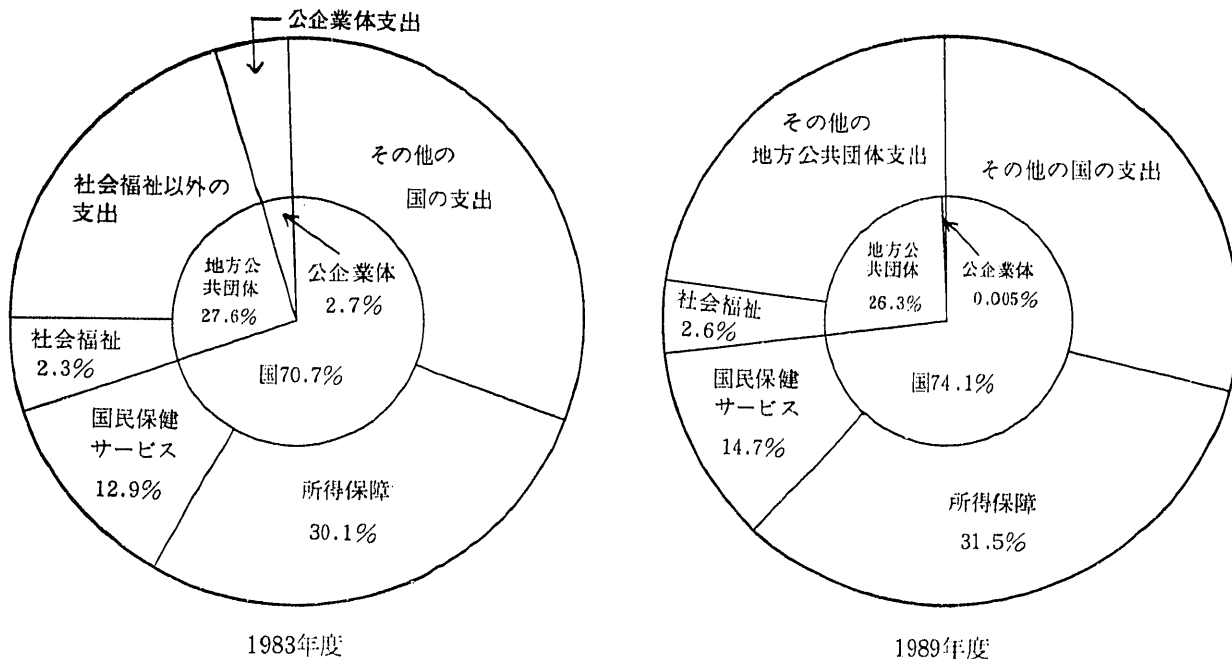 公企業体支出
その他の
国の支出
社会福祉以外の
支出
地方公
共団体
27.6%
公企業体
2.7%
社会福祉
2.3%
国70.7%
国民保健
サービス
12.9%
所得保障
30.1%
1983年度
その他の
地方公共団体支出
その他の国の支出
地方公
共団体
26.3%
公企業体
0.005%
社会福祉
2.6%
国74.1%
国民保健
サービス
14.7%
所得保障
31.5%
1989年度